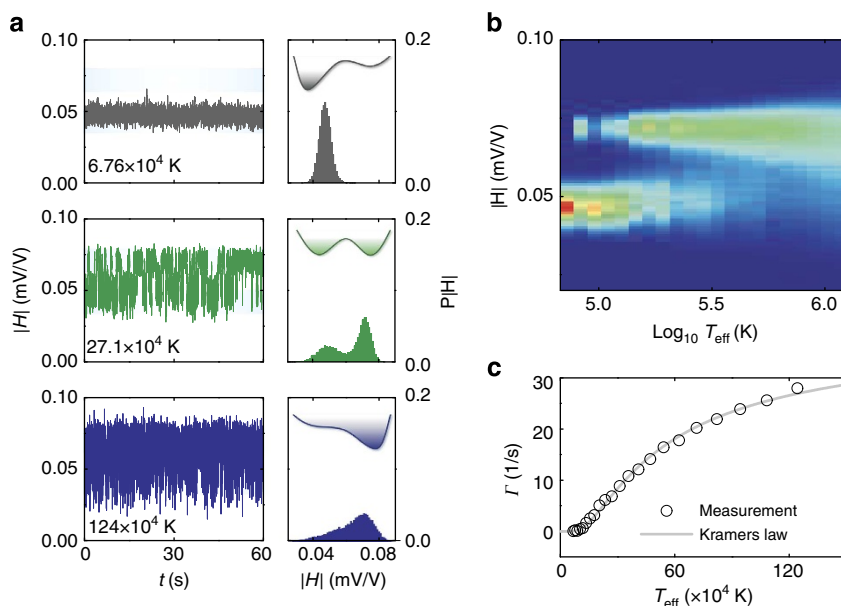 a
0.10
0.05
0.00
6.76×10⁴ K
0.2
0.0
0.10
0.05
0.00
27.1×10⁴ K
0.2
0.0
|H| (mV/V)
P|H|
0.10
0.05
0.00
124×10⁴ K
0.2
0.0
0 30 60
t (s)
0.04 0.08
|H| (mV/V)
b
0.10
0.05
|H| (mV/V)
5.0 5.5 6.0
Log₁₀ Teff (K)
c
30
20
10
0
Γ (1/s)
Measurement
Kramers law
0 60 120
Teff (×10⁴ K)